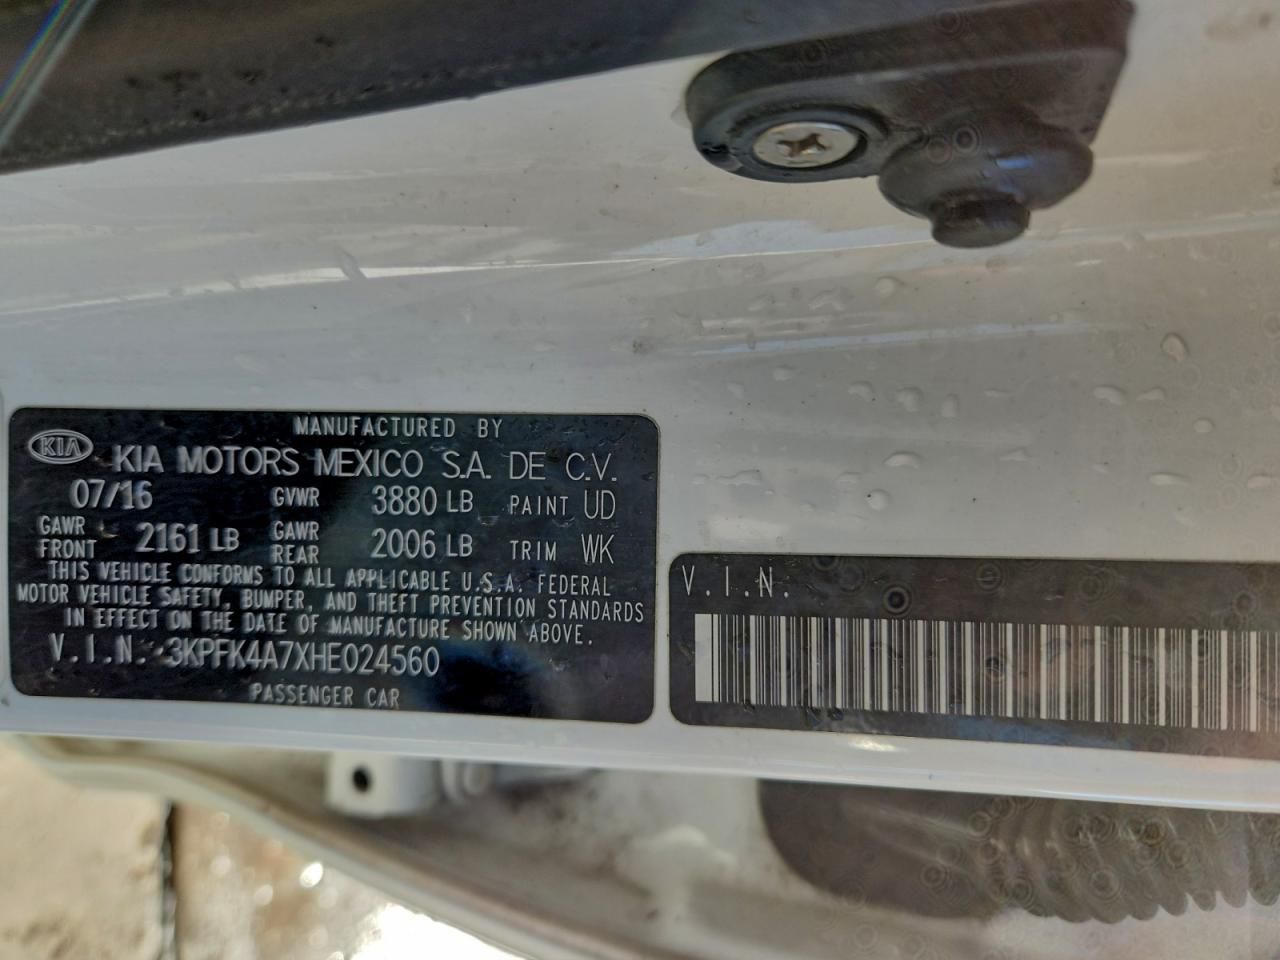 MANUFACTURED BY
KIA KIA MOTORS MEXICO S.A. DE C.V.
07/16 GVWR 3880 LB PAINT UD
GAWR FRONT 2161 LB GAWR REAR 2006 LB TRIM WK
THIS VEHICLE CONFORMS TO ALL APPLICABLE U.S.A. FEDERAL
MOTOR VEHICLE SAFETY, BUMPER, AND THEFT PREVENTION STANDARDS
IN EFFECT ON THE DATE OF MANUFACTURE SHOWN ABOVE.
V.I.N. 3KPFK4A7XHE024560
PASSENGER CAR
V.I.N.